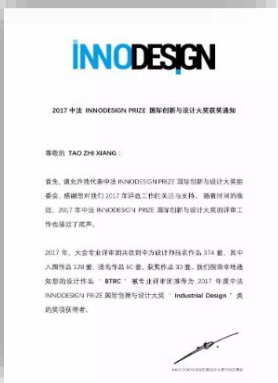 INNODESIGN
2017 中法 INNODESIGN PRIZE 国际创新与设计大奖获奖通知
尊敬的 TAO ZHI XIANG：
首先，请允许我代表中法 INNODESIGN PRIZE 国际创新与设计大奖组
委会，感谢您对我们 2017 年评选工作的关注与支持。随着时间的推
移，2017 年中法 INNODESIGN PRIZE 国际创新与设计大奖的评审工
作也接近了尾声。
2017 年，大会专业评审团共收到中方设计师报名作品 374 套，其中
入围作品 128 套，提名作品 60 套，获奖作品 30 套。我们很荣幸地通
知您的设计作品“ BTRC ”被专业评审团推荐为 2017 年度中法
INNODESIGN PRIZE 国际创新与设计大奖“ Industrial Design ”类
的奖项获得者。